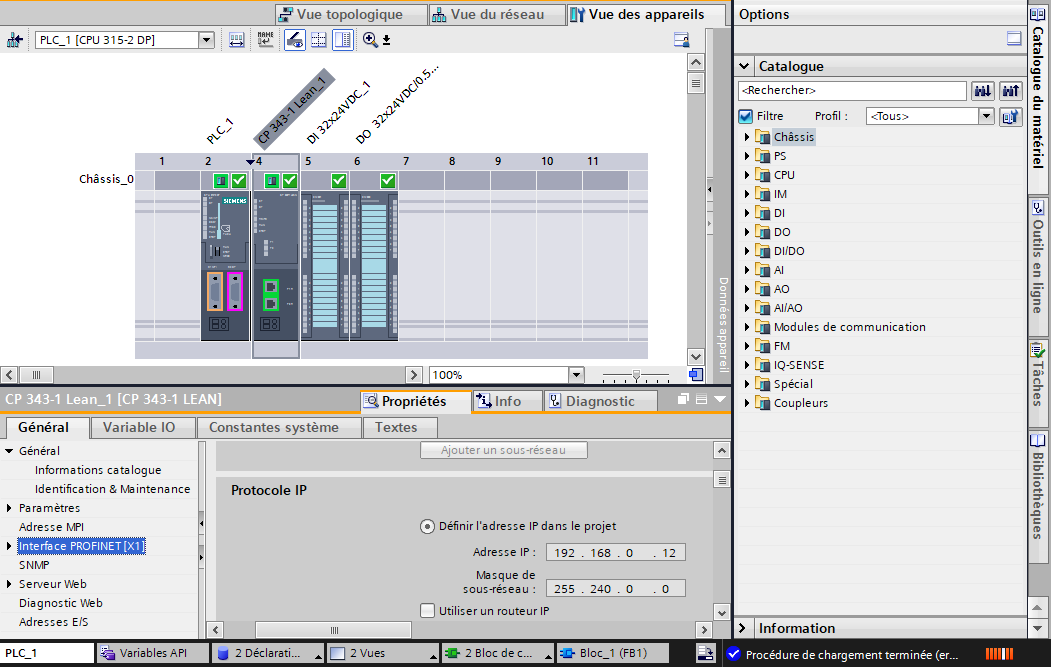 Vue topologique
Vue du réseau
Vue des appareils
PLC_1 [CPU 315-2 DP]
NAME
PLC_1
CP 343-1 Lean_1
DI 32x24VDC_1
DO 32x24VDC/0.5...
1 2 4 5 6 7 8 9 10 11
Châssis_0
SIEMENS
Données appareil
100%
CP 343-1 Lean_1 [CP 343-1 LEAN]
Propriétés
Info
Diagnostic
Général
Variable IO
Constantes système
Textes
Général
Informations catalogue
Identification & Maintenance
Paramètres
Adresse MPI
Interface PROFINET [X1]
SNMP
Serveur Web
Diagnostic Web
Adresses E/S
Ajouter un sous-réseau
Protocole IP
Définir l'adresse IP dans le projet
Adresse IP : 192 . 168 . 0 . 12
Masque de
sous-réseau : 255 . 240 . 0 . 0
Utiliser un routeur IP
Options
Catalogue
<Rechercher>
Filtre
Profil : <Tous>
Châssis
PS
CPU
IM
DI
DO
DI/DO
AI
AO
AI/AO
Modules de communication
FM
IQ-SENSE
Spécial
Coupleurs
Information
Catalogue du matériel
Outils en ligne
Tâches
Bibliothèques
PLC_1
Variables API
2 Déclarati...
2 Vues
2 Bloc de c...
Bloc_1 (FB1)
Procédure de chargement terminée (er...